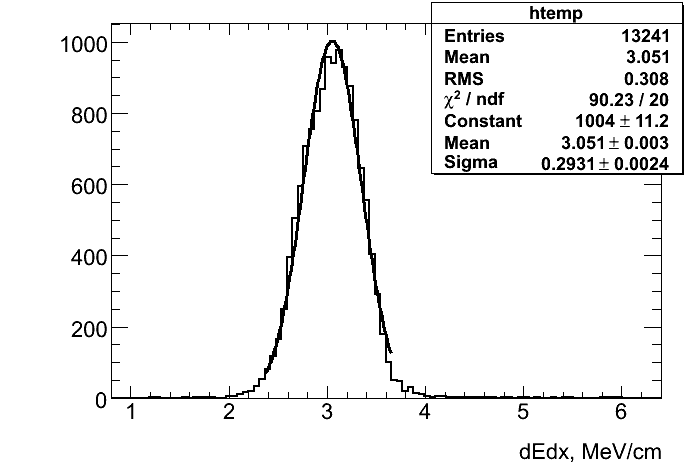 htemp
Entries 13241
Mean 3.051
RMS 0.308
χ² / ndf 90.23 / 20
Constant 1004 ± 11.2
Mean 3.051 ± 0.003
Sigma 0.2931 ± 0.0024
1000
800
600
400
200
0
1 2 3 4 5 6
dEdx, MeV/cm